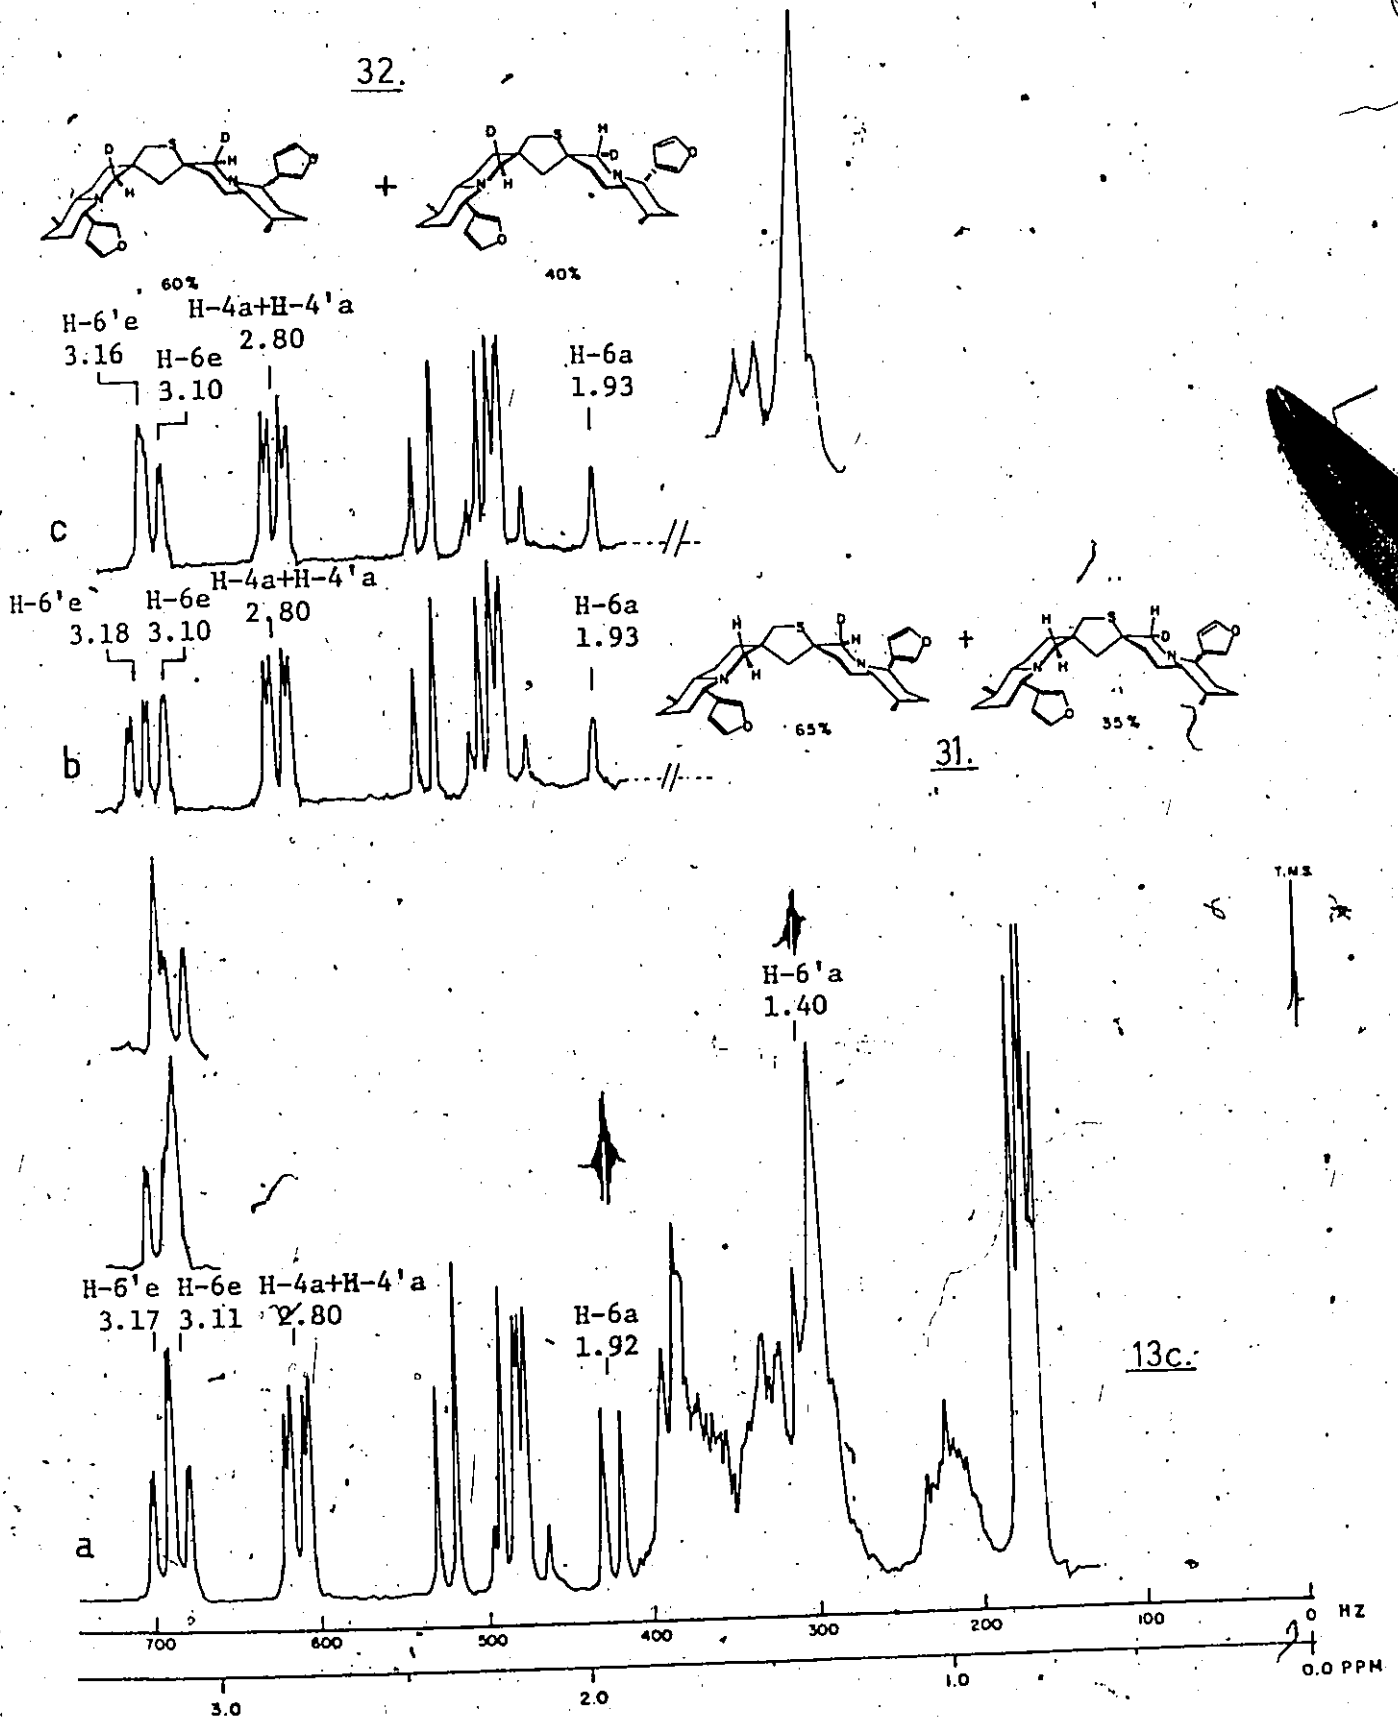 32.
D
D
H
H
S
N
N
O
O
+
D
H
H
D
S
N
N
O
O
60%
40%
H-6'e
3.16
H-6e
3.10
H-4a+H-4'a
2.80
H-6a
1.93
c
H-6'e
3.18
H-6e
3.10
H-4a+H-4'a
2.80
H-6a
1.93
b
H
H
D
H
S
N
N
O
O
+
H
H
H
D
S
N
N
O
O
65%
35%
31.
T.M.S.
H-6'a
1.40
H-6'e
3.17
H-6e
3.11
H-4a+H-4'a
2.80
H-6a
1.92
13c.
a
700 600 500 400 300 200 100 0 HZ
3.0 2.0 1.0 0.0 PPM